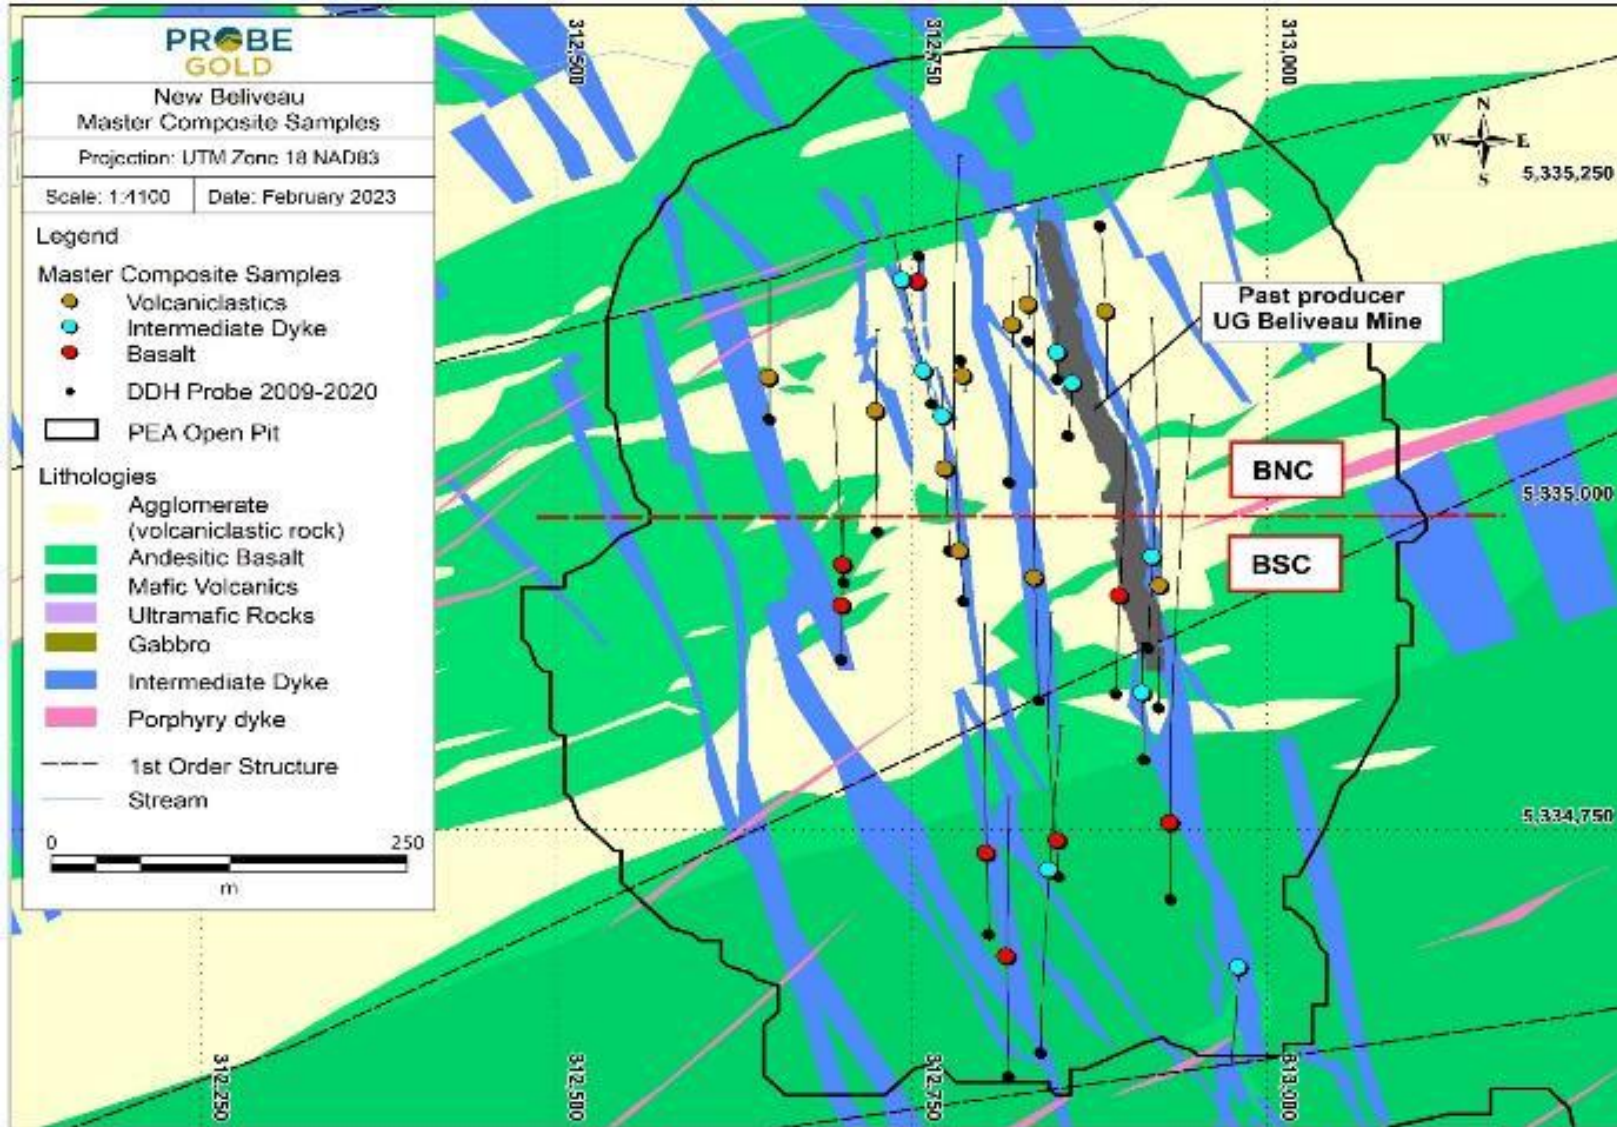 PROBE
GOLD
New Beliveau
Master Composite Samples
Projection: UTM Zone 18 NAD83
Scale: 1:4100
Date: February 2023
Legend
Master Composite Samples
Volcaniclastics
Intermediate Dyke
Basalt
DDH Probe 2009-2020
PEA Open Pit
Lithologies
Agglomerate
(volcaniclastic rock)
Andesitic Basalt
Mafic Volcanics
Ultramafic Rocks
Gabbro
Intermediate Dyke
Porphyry dyke
1st Order Structure
Stream
0 250
m
312,500
312,750
313,000
N
W E
S
5,335,250
Past producer
UG Beliveau Mine
BNC
5,335,000
BSC
5,334,750
312,250
312,500
312,750
313,000